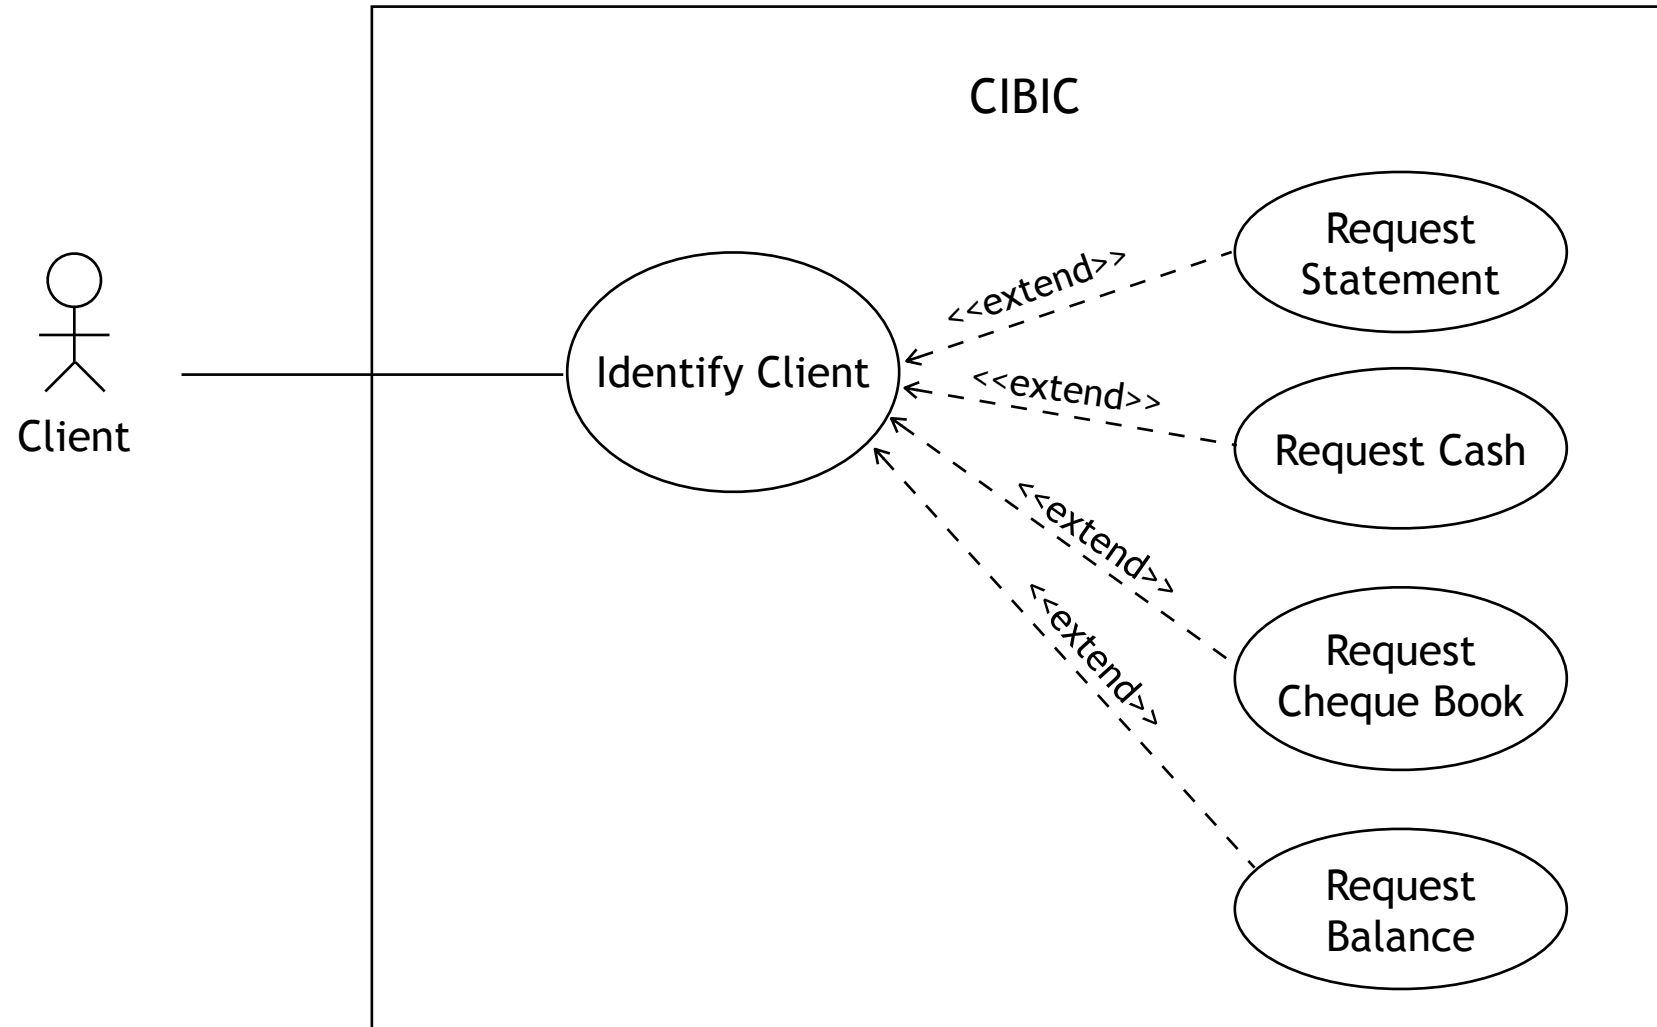 CIBIC
Client
Identify Client
<<extend>>
<<extend>>
<<extend>>
<<extend>>
Request
Statement
Request Cash
Request
Cheque Book
Request
Balance